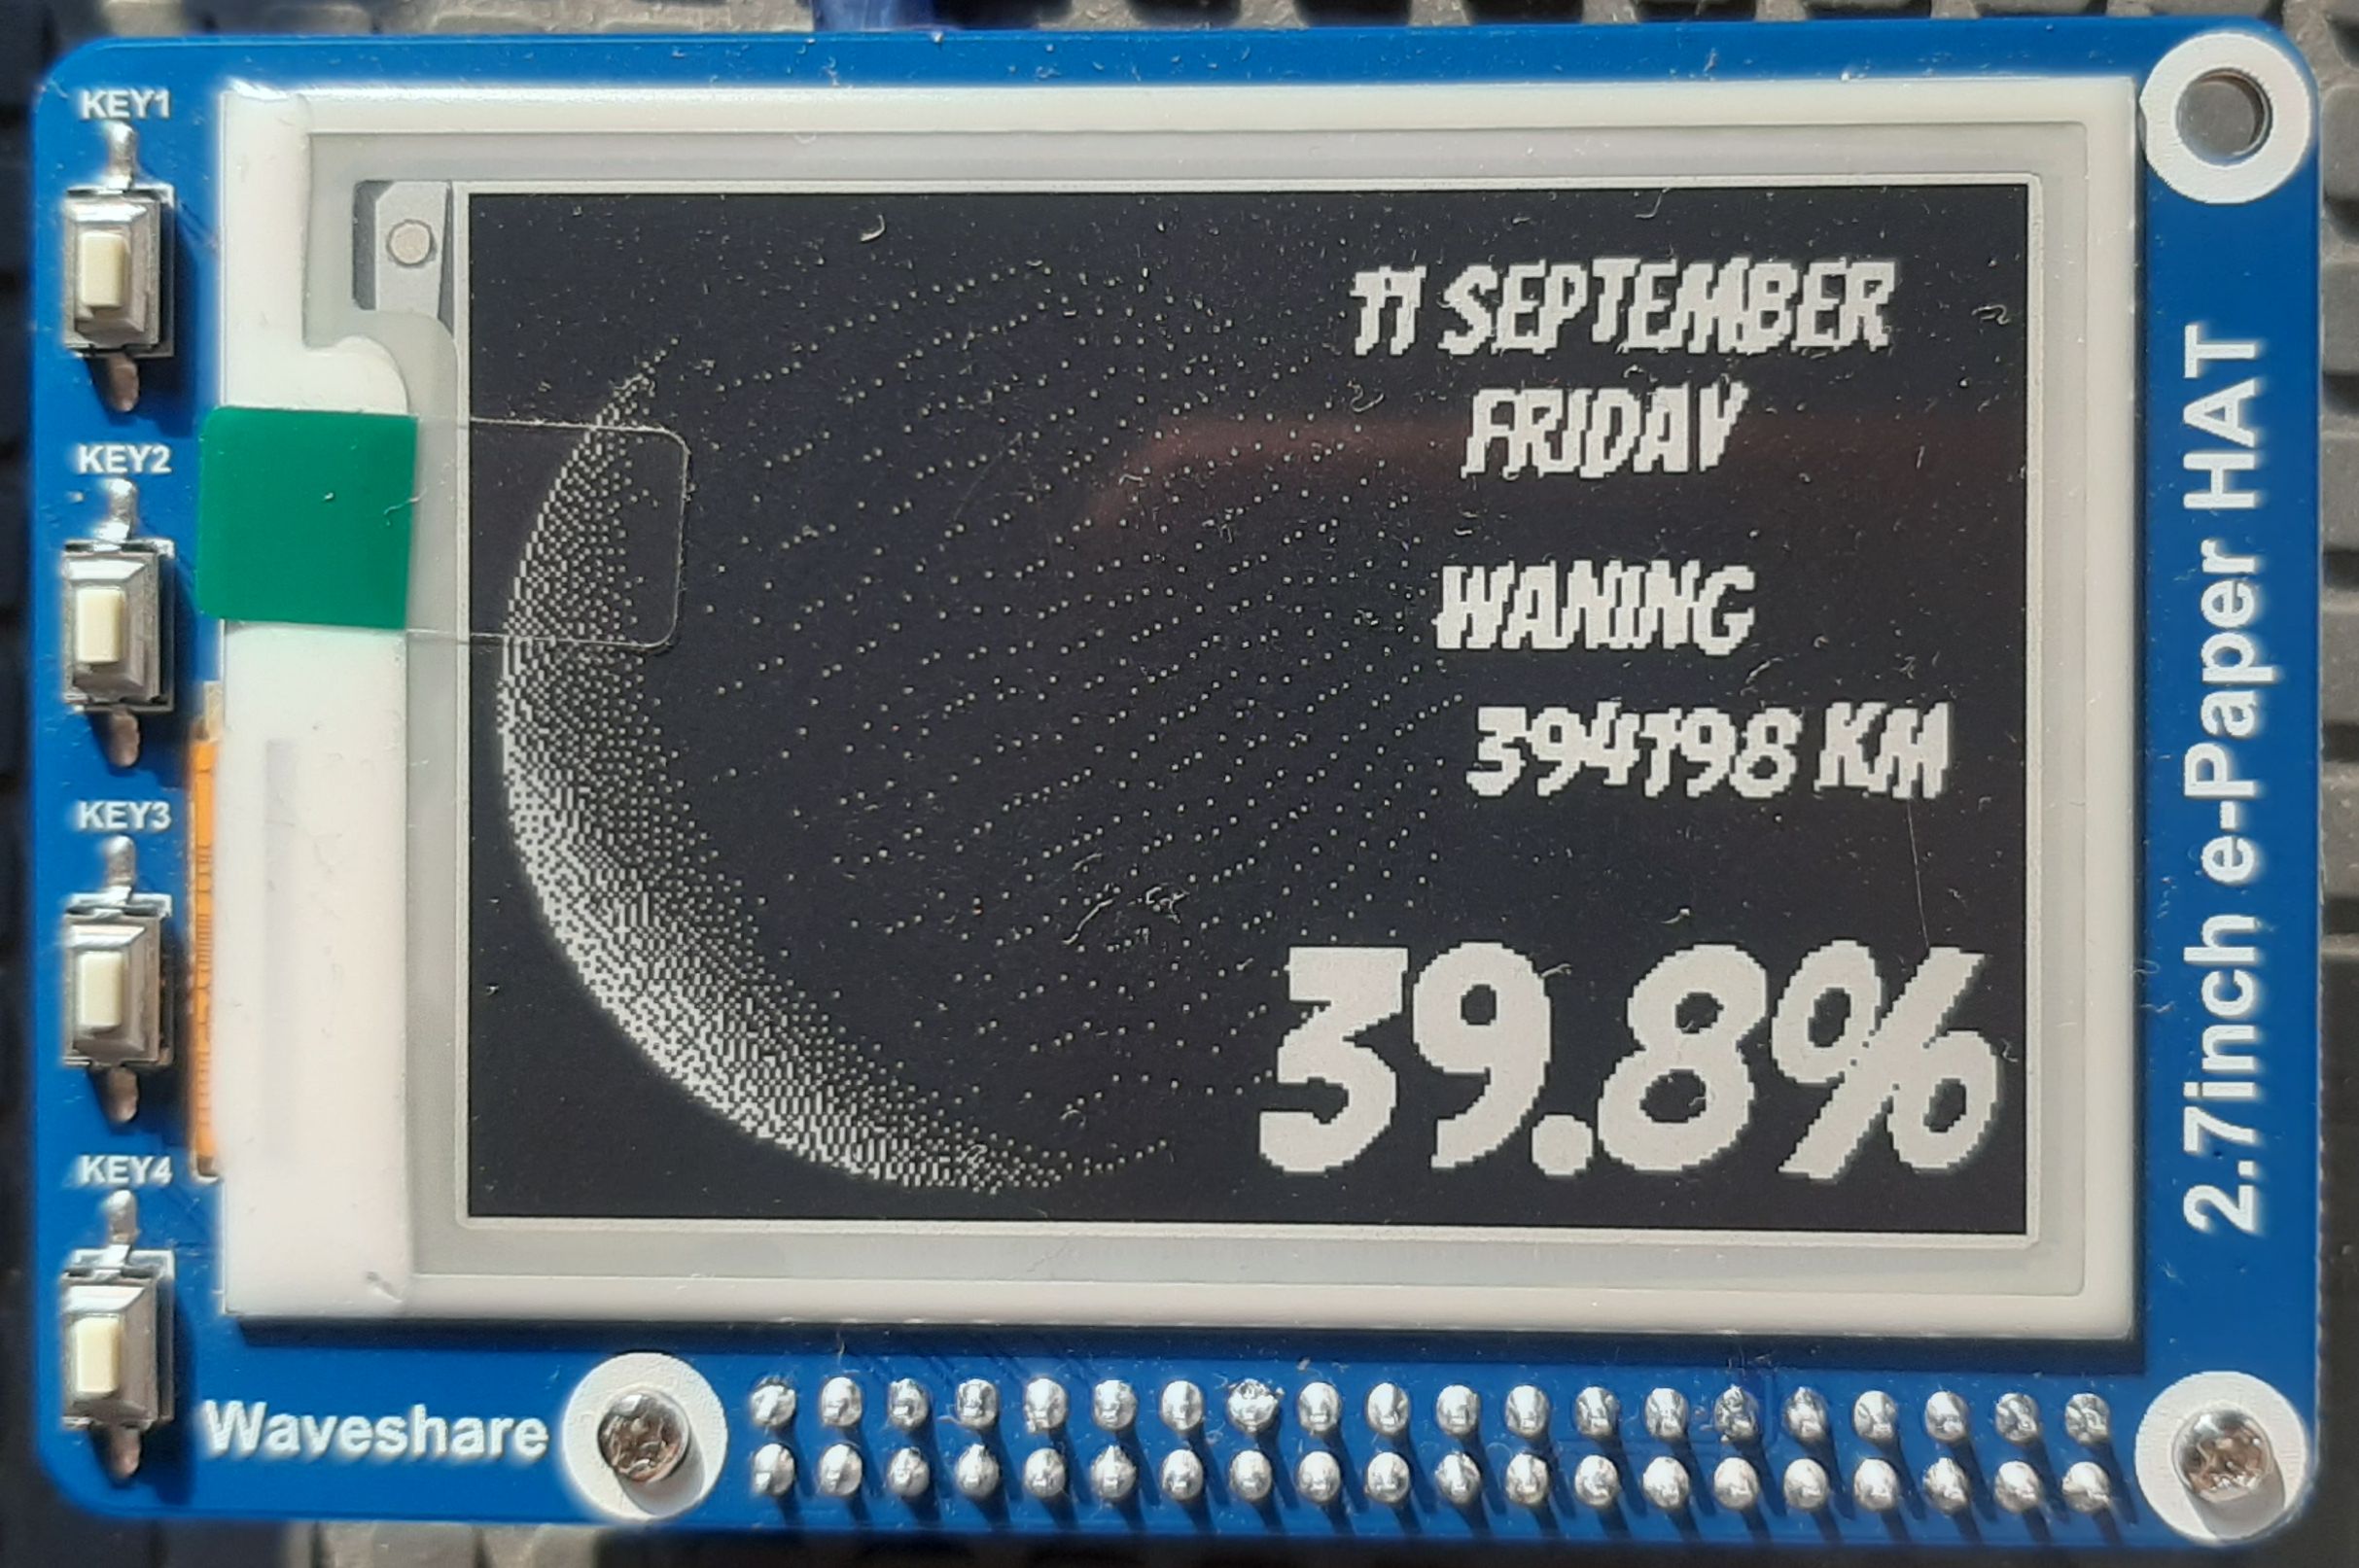 KEY1
KEY2
KEY3
KEY4
11 SEPTEMBER
FRIDAY
WANING
394198 KM
39.8%
Waveshare
2.7inch e-Paper HAT